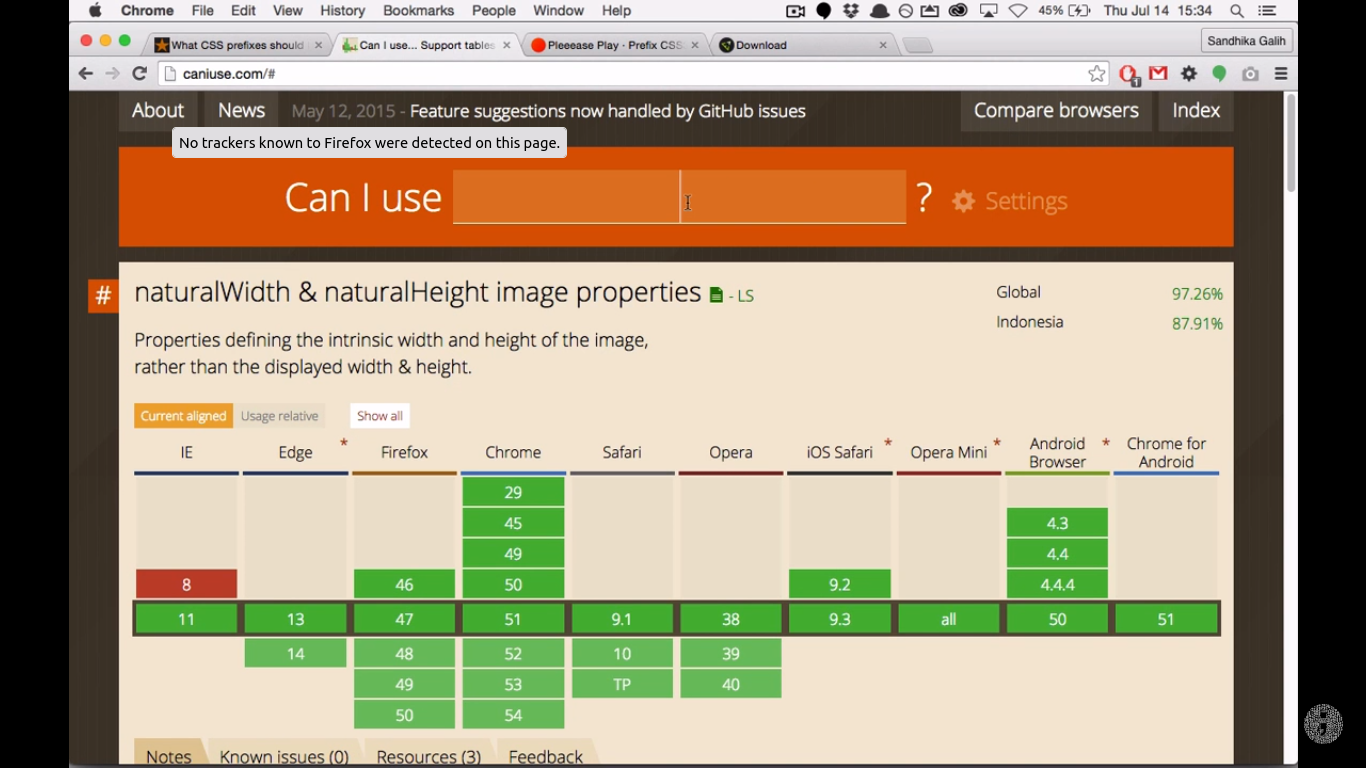 Chrome File Edit View History Bookmarks People Window Help 45% Thu Jul 14 15:34
What CSS prefixes should Can I use... Support tables Pleeease Play · Prefix CSS Download Sandhika Galih
caniuse.com/# 1
About News May 12, 2015 - Feature suggestions now handled by GitHub issues Compare browsers Index
No trackers known to Firefox were detected on this page.
Can I use ? Settings
# naturalWidth & naturalHeight image properties - LS Global 97.26%
Indonesia 87.91%
Properties defining the intrinsic width and height of the image,
rather than the displayed width & height.
Current aligned Usage relative Show all
IE Edge * Firefox Chrome Safari Opera iOS Safari * Opera Mini * Android Browser * Chrome for Android
29
45 4.3
49 4.4
8 46 50 9.2 4.4.4
11 13 47 51 9.1 38 9.3 all 50 51
14 48 52 10 39
49 53 TP 40
50 54
Notes Known issues (0) Resources (3) Feedback